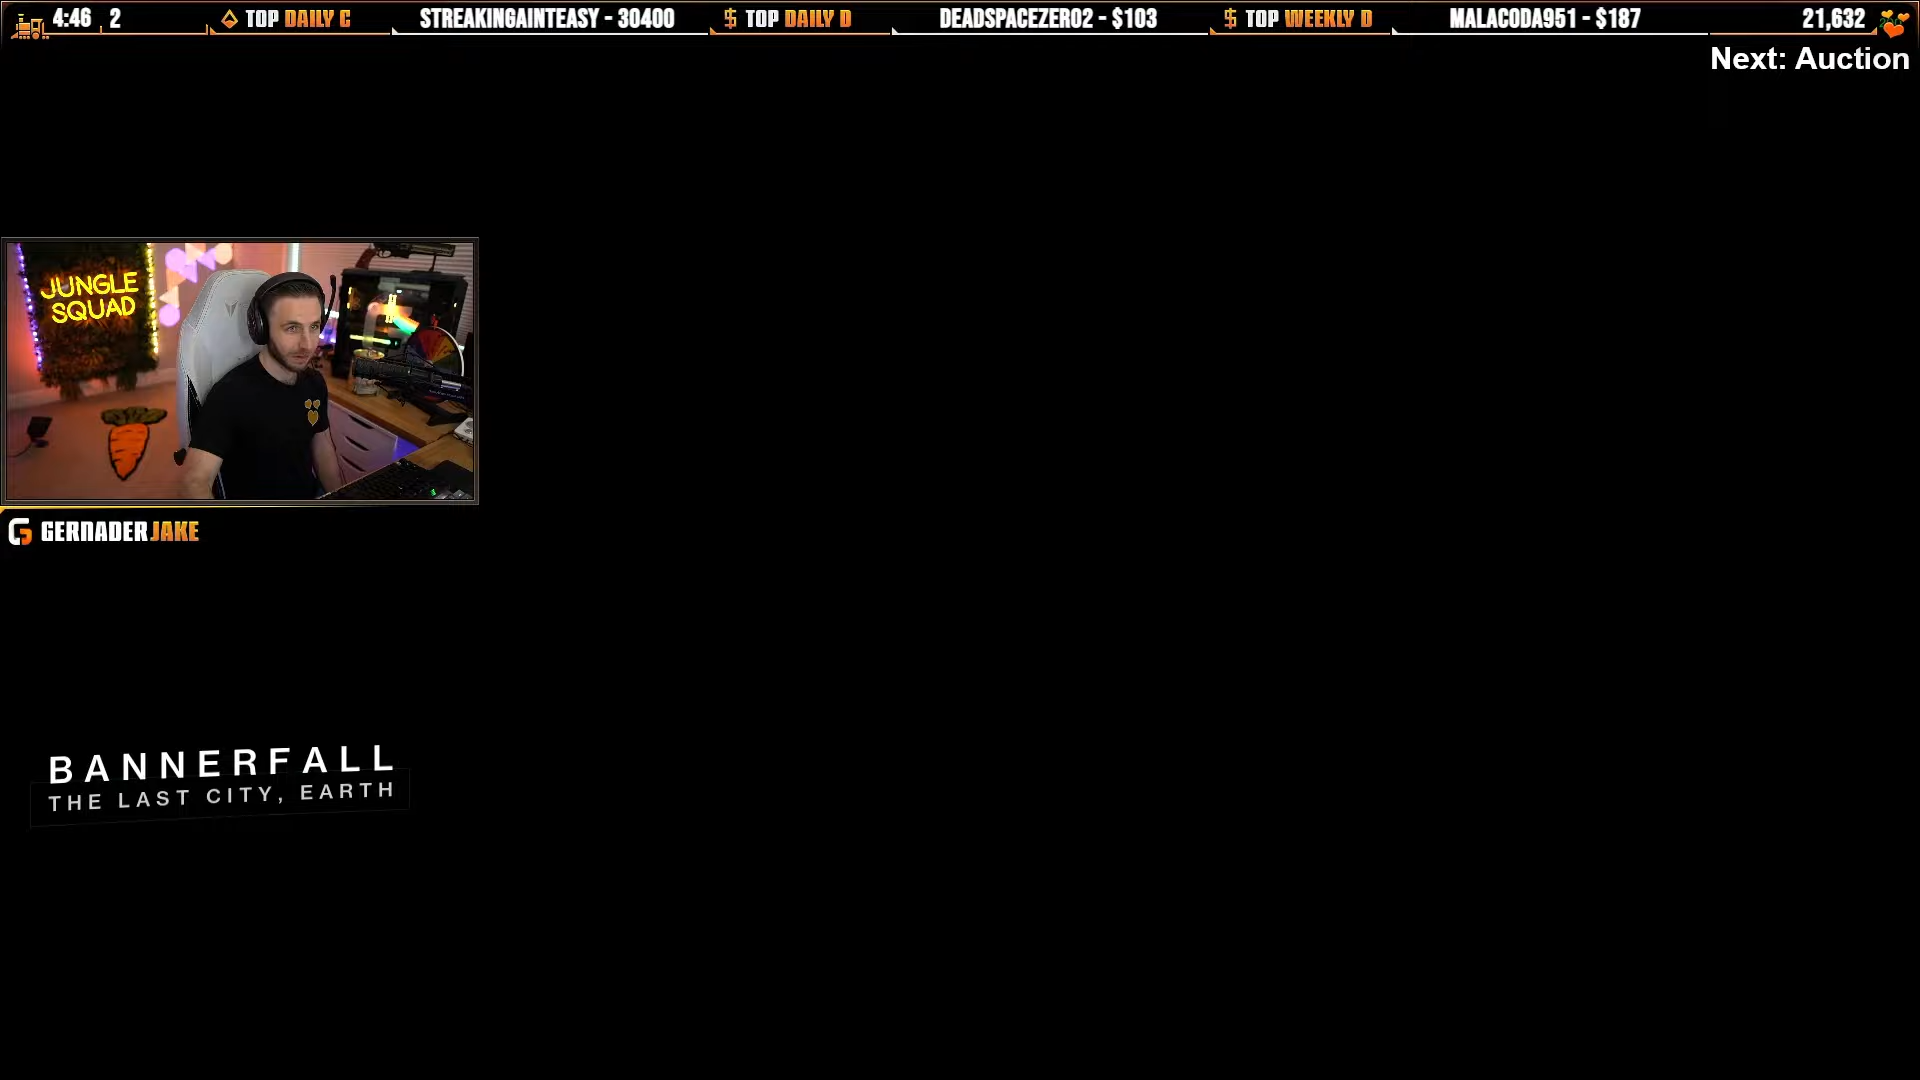 4:46 2 TOP DAILY C STREAKINGAINTEASY - 30400 $ TOP DAILY D DEADSPACEZERO2 - $103 $ TOP WEEKLY D MALACODA951 - $187 21,632
Next: Auction
JUNGLE
SQUAD
GERNADERJAKE
BANNERFALL
THE LAST CITY, EARTH